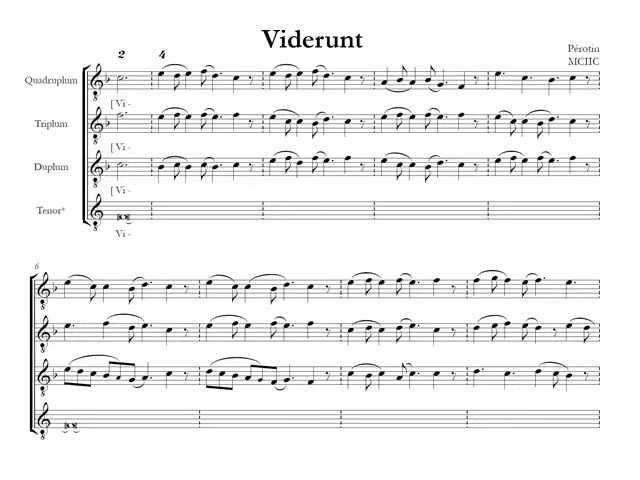 Viderunt
Pérotin
MCIIC
2 4
Quadruplum
[ Vi -
Triplum
[ Vi -
Duplum
[ Vi -
Tenor*
Vi -
6